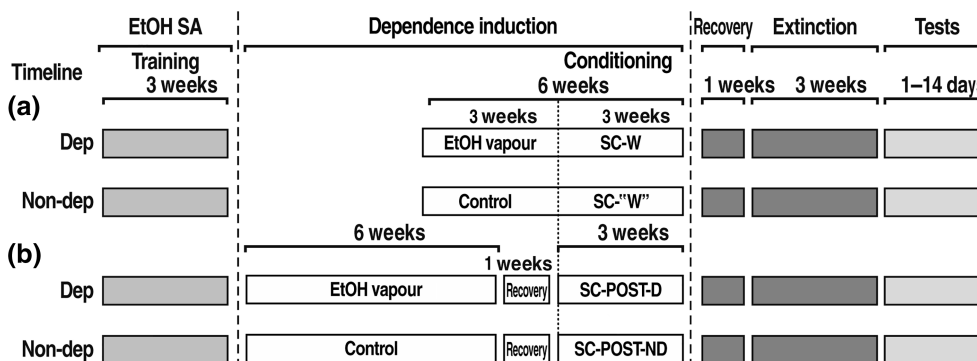 EtOH SA Dependence induction Recovery Extinction Tests
Timeline Training Conditioning
3 weeks 6 weeks 1 weeks 3 weeks 1–14 days
(a) 3 weeks 3 weeks
Dep EtOH vapour SC-W
Non-dep Control SC-"W"
6 weeks 3 weeks
(b) 1 weeks
Dep EtOH vapour Recovery SC-POST-D
Non-dep Control Recovery SC-POST-ND